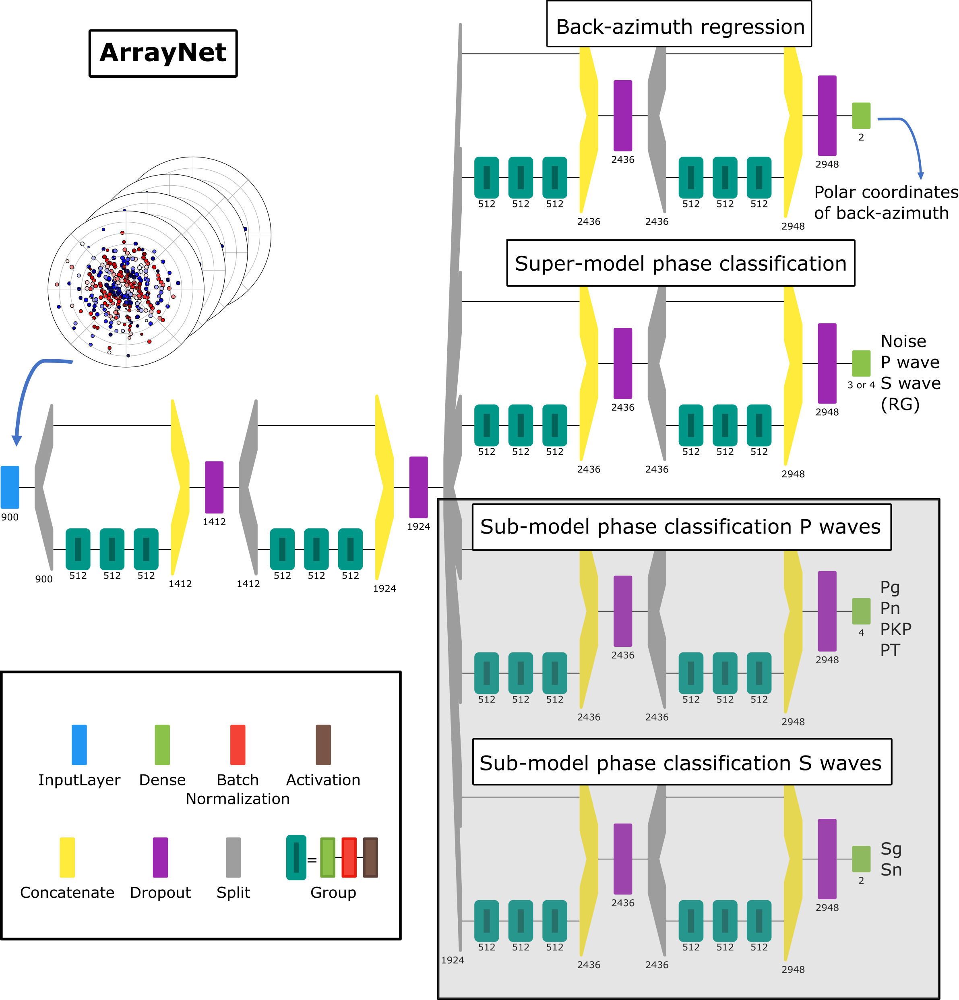 ArrayNet
Back-azimuth regression
2436
2
2948
512 512 512
512 512 512
2436
2436
2948
Polar coordinates
of back-azimuth
Super-model phase classification
2436
3 or 4
2948
Noise
P wave
S wave
(RG)
512 512 512
512 512 512
2436
2436
2948
900
1412
1924
900
512 512 512
1412
1412
512 512 512
1924
Sub-model phase classification P waves
2436
4
2948
Pg
Pn
PKP
PT
512 512 512
512 512 512
2436
2436
2948
Sub-model phase classification S waves
2436
2
2948
Sg
Sn
1924
512 512 512
512 512 512
2436
2436
2948
InputLayer
Dense
Batch
Normalization
Activation
Concatenate
Dropout
Split
=
Group